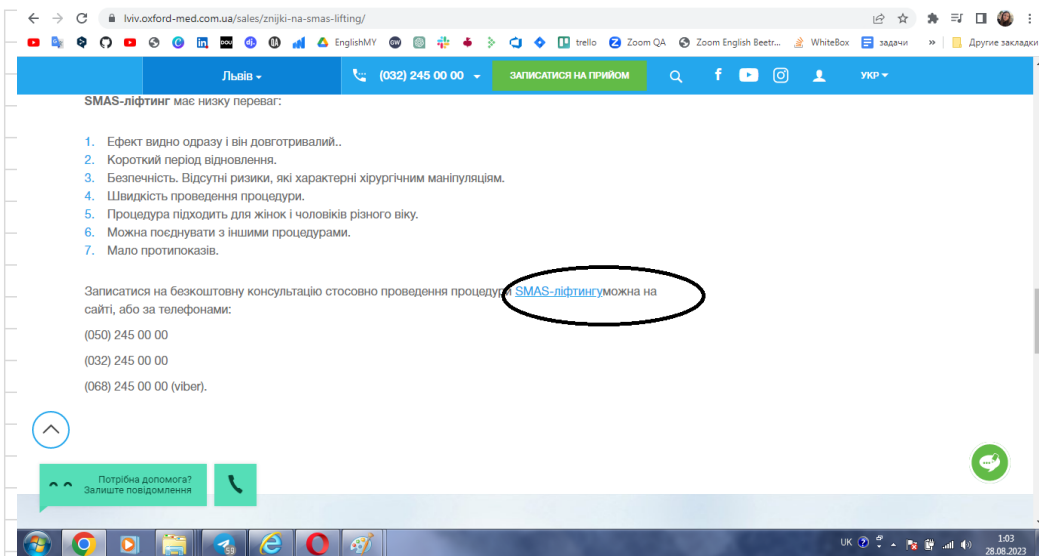 lviv.oxford-med.com.ua/sales/znijki-na-smas-lifting/
EnglishMY
trello
Zoom QA
Zoom English Beetr...
WhiteBox
задачи
»
Другие закладки
Львів
(032) 245 00 00
ЗАПИСАТИСЯ НА ПРИЙОМ
УКР
SMAS-ліфтинг має низку переваг:
1. Ефект видно одразу і він довготривалий..
2. Короткий період відновлення.
3. Безпечність. Відсутні ризики, які характерні хірургічним маніпуляціям.
4. Швидкість проведення процедури.
5. Процедура підходить для жінок і чоловіків різного віку.
6. Можна поєднувати з іншими процедурами.
7. Мало протипоказів.
Записатися на безкоштовну консультацію стосовно проведення процедури SMAS-ліфтингуможна на
сайті, або за телефонами:
(050) 245 00 00
(032) 245 00 00
(068) 245 00 00 (viber).
Потрібна допомога?
Залиште повідомлення
59
UK
1:03
28.08.2023